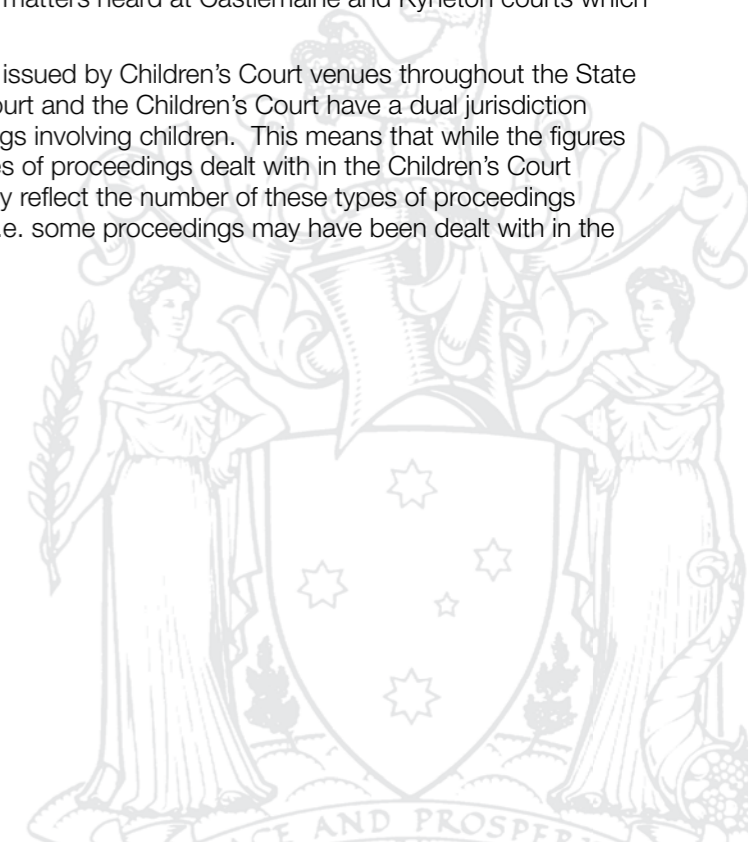 matters heard at Castlemaine and Kyneton courts which
issued by Children's Court venues throughout the State
ourt and the Children's Court have a dual jurisdiction
gs involving children. This means that while the figures
es of proceedings dealt with in the Children's Court
y reflect the number of these types of proceedings
.e. some proceedings may have been dealt with in the
CE AND PROSPER